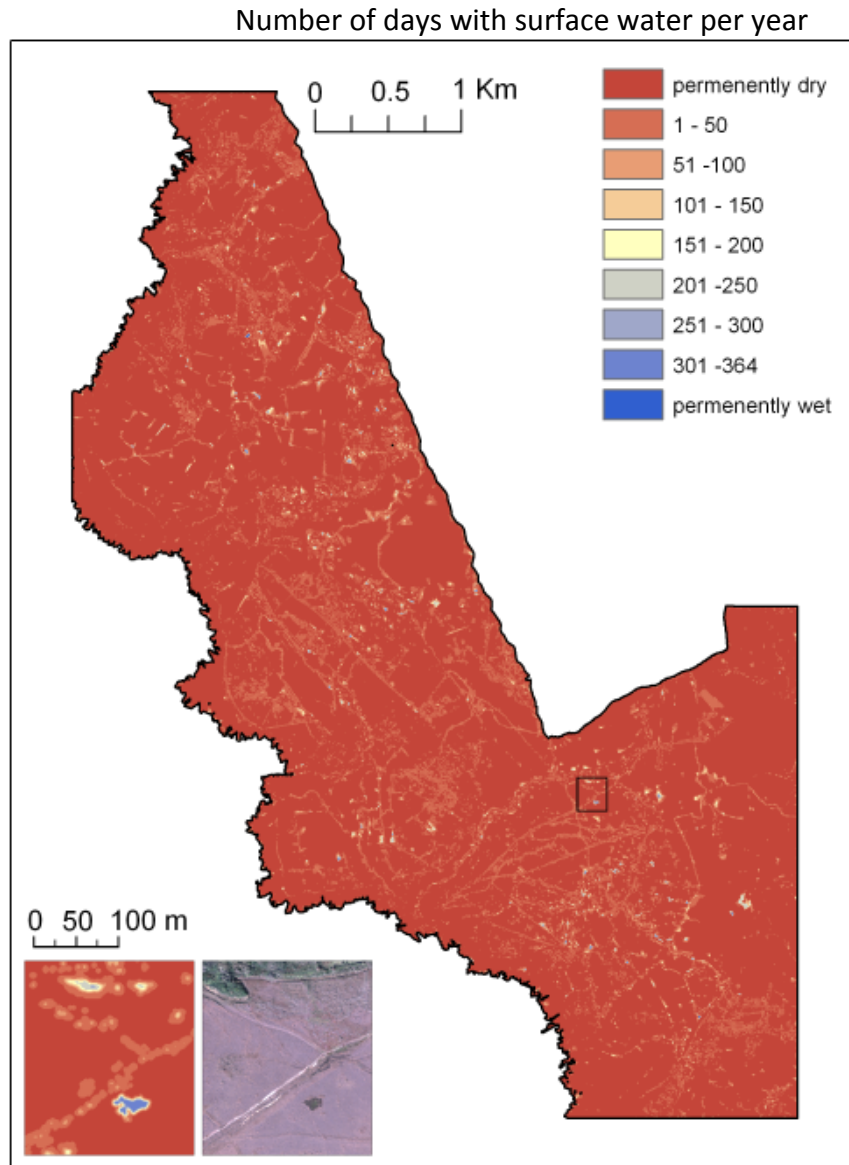 Number of days with surface water per year
0 0.5 1 Km
permenently dry
1 - 50
51 -100
101 - 150
151 - 200
201 -250
251 - 300
301 -364
permenently wet
0 50 100 m